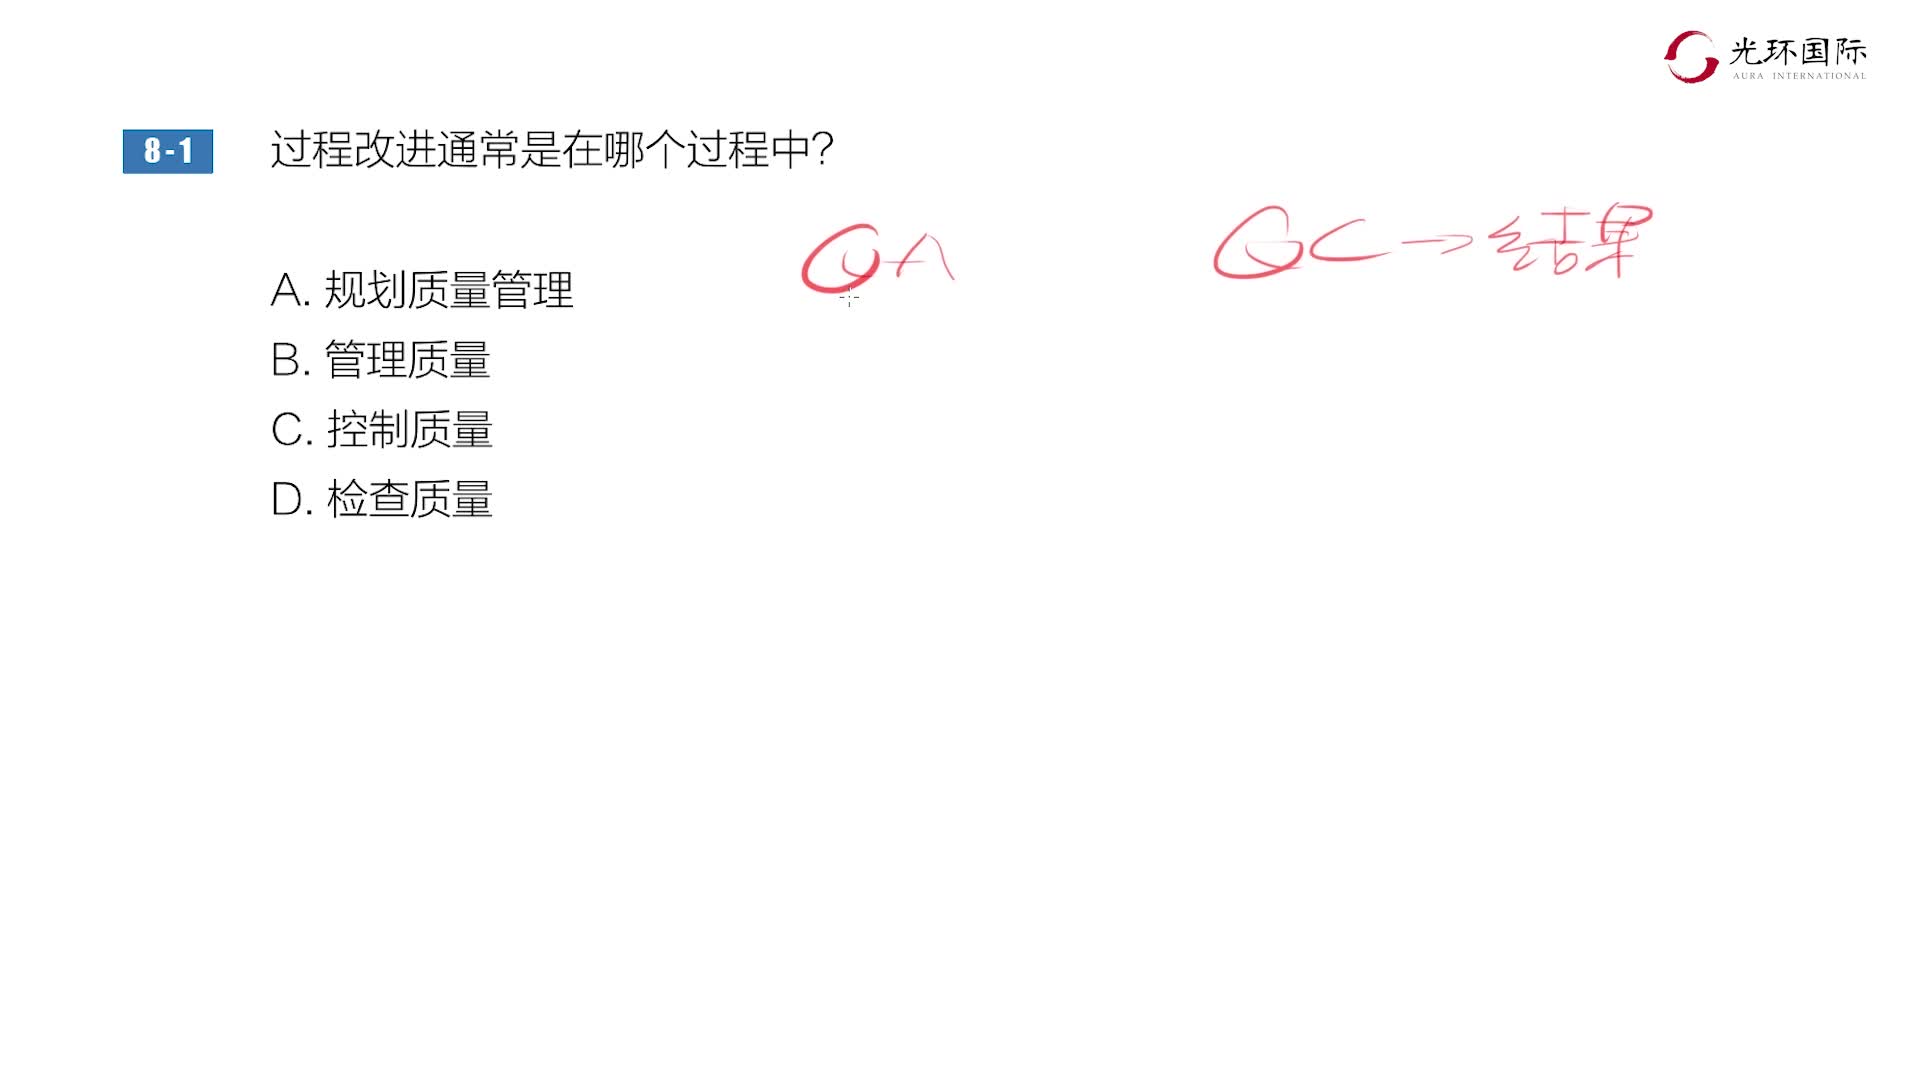 光环国际
AURA INTERNATIONAL
8-1 过程改进通常是在哪个过程中?
QA
QC→结果
A. 规划质量管理
B. 管理质量
C. 控制质量
D. 检查质量